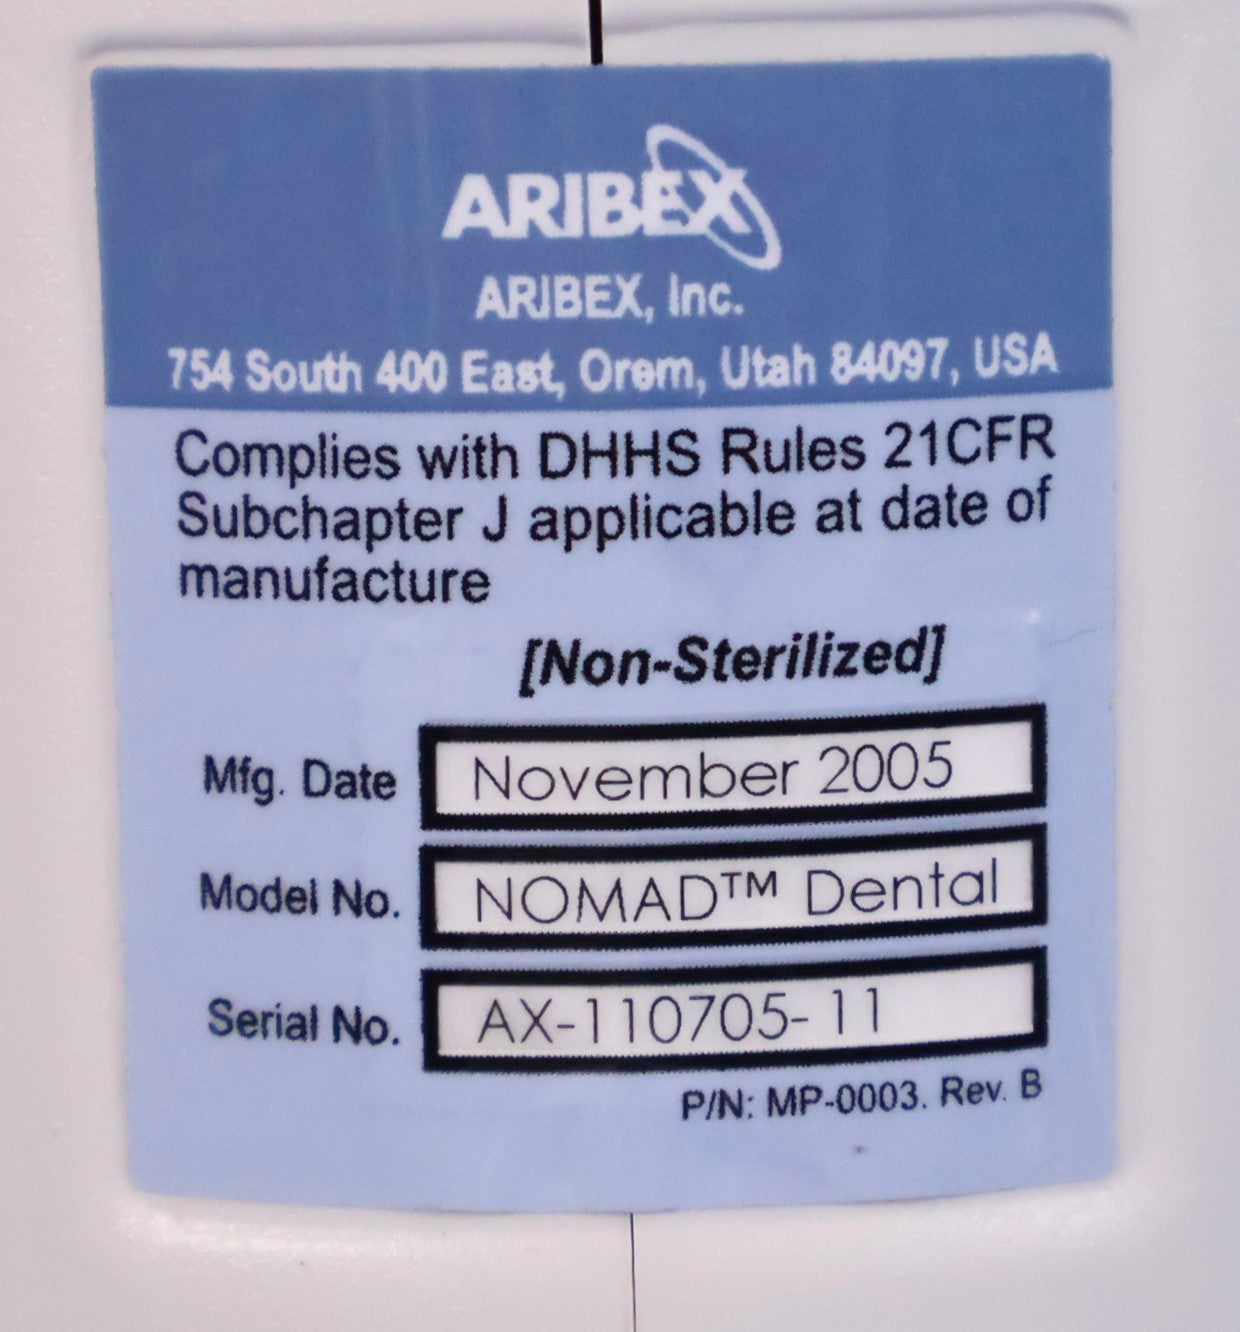 ARIBEX
ARIBEX, Inc.
754 South 400 East, Orem, Utah 84097, USA
Complies with DHHS Rules 21CFR
Subchapter J applicable at date of
manufacture
[Non-Sterilized]
Mfg. Date November 2005
Model No. NOMAD™ Dental
Serial No. AX-110705- 11
P/N: MP-0003. Rev. B